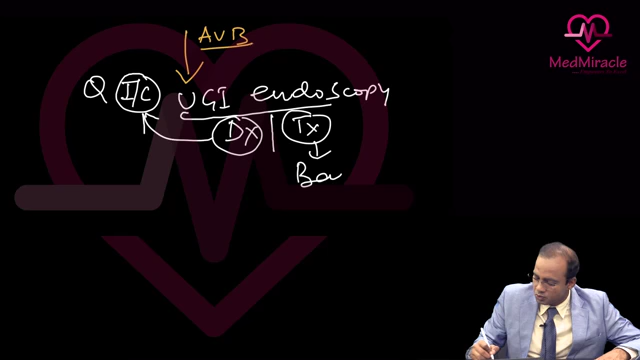 MedMiracle
AVB
Q I/C UGI endoscopy
Dx | Tx
Ba